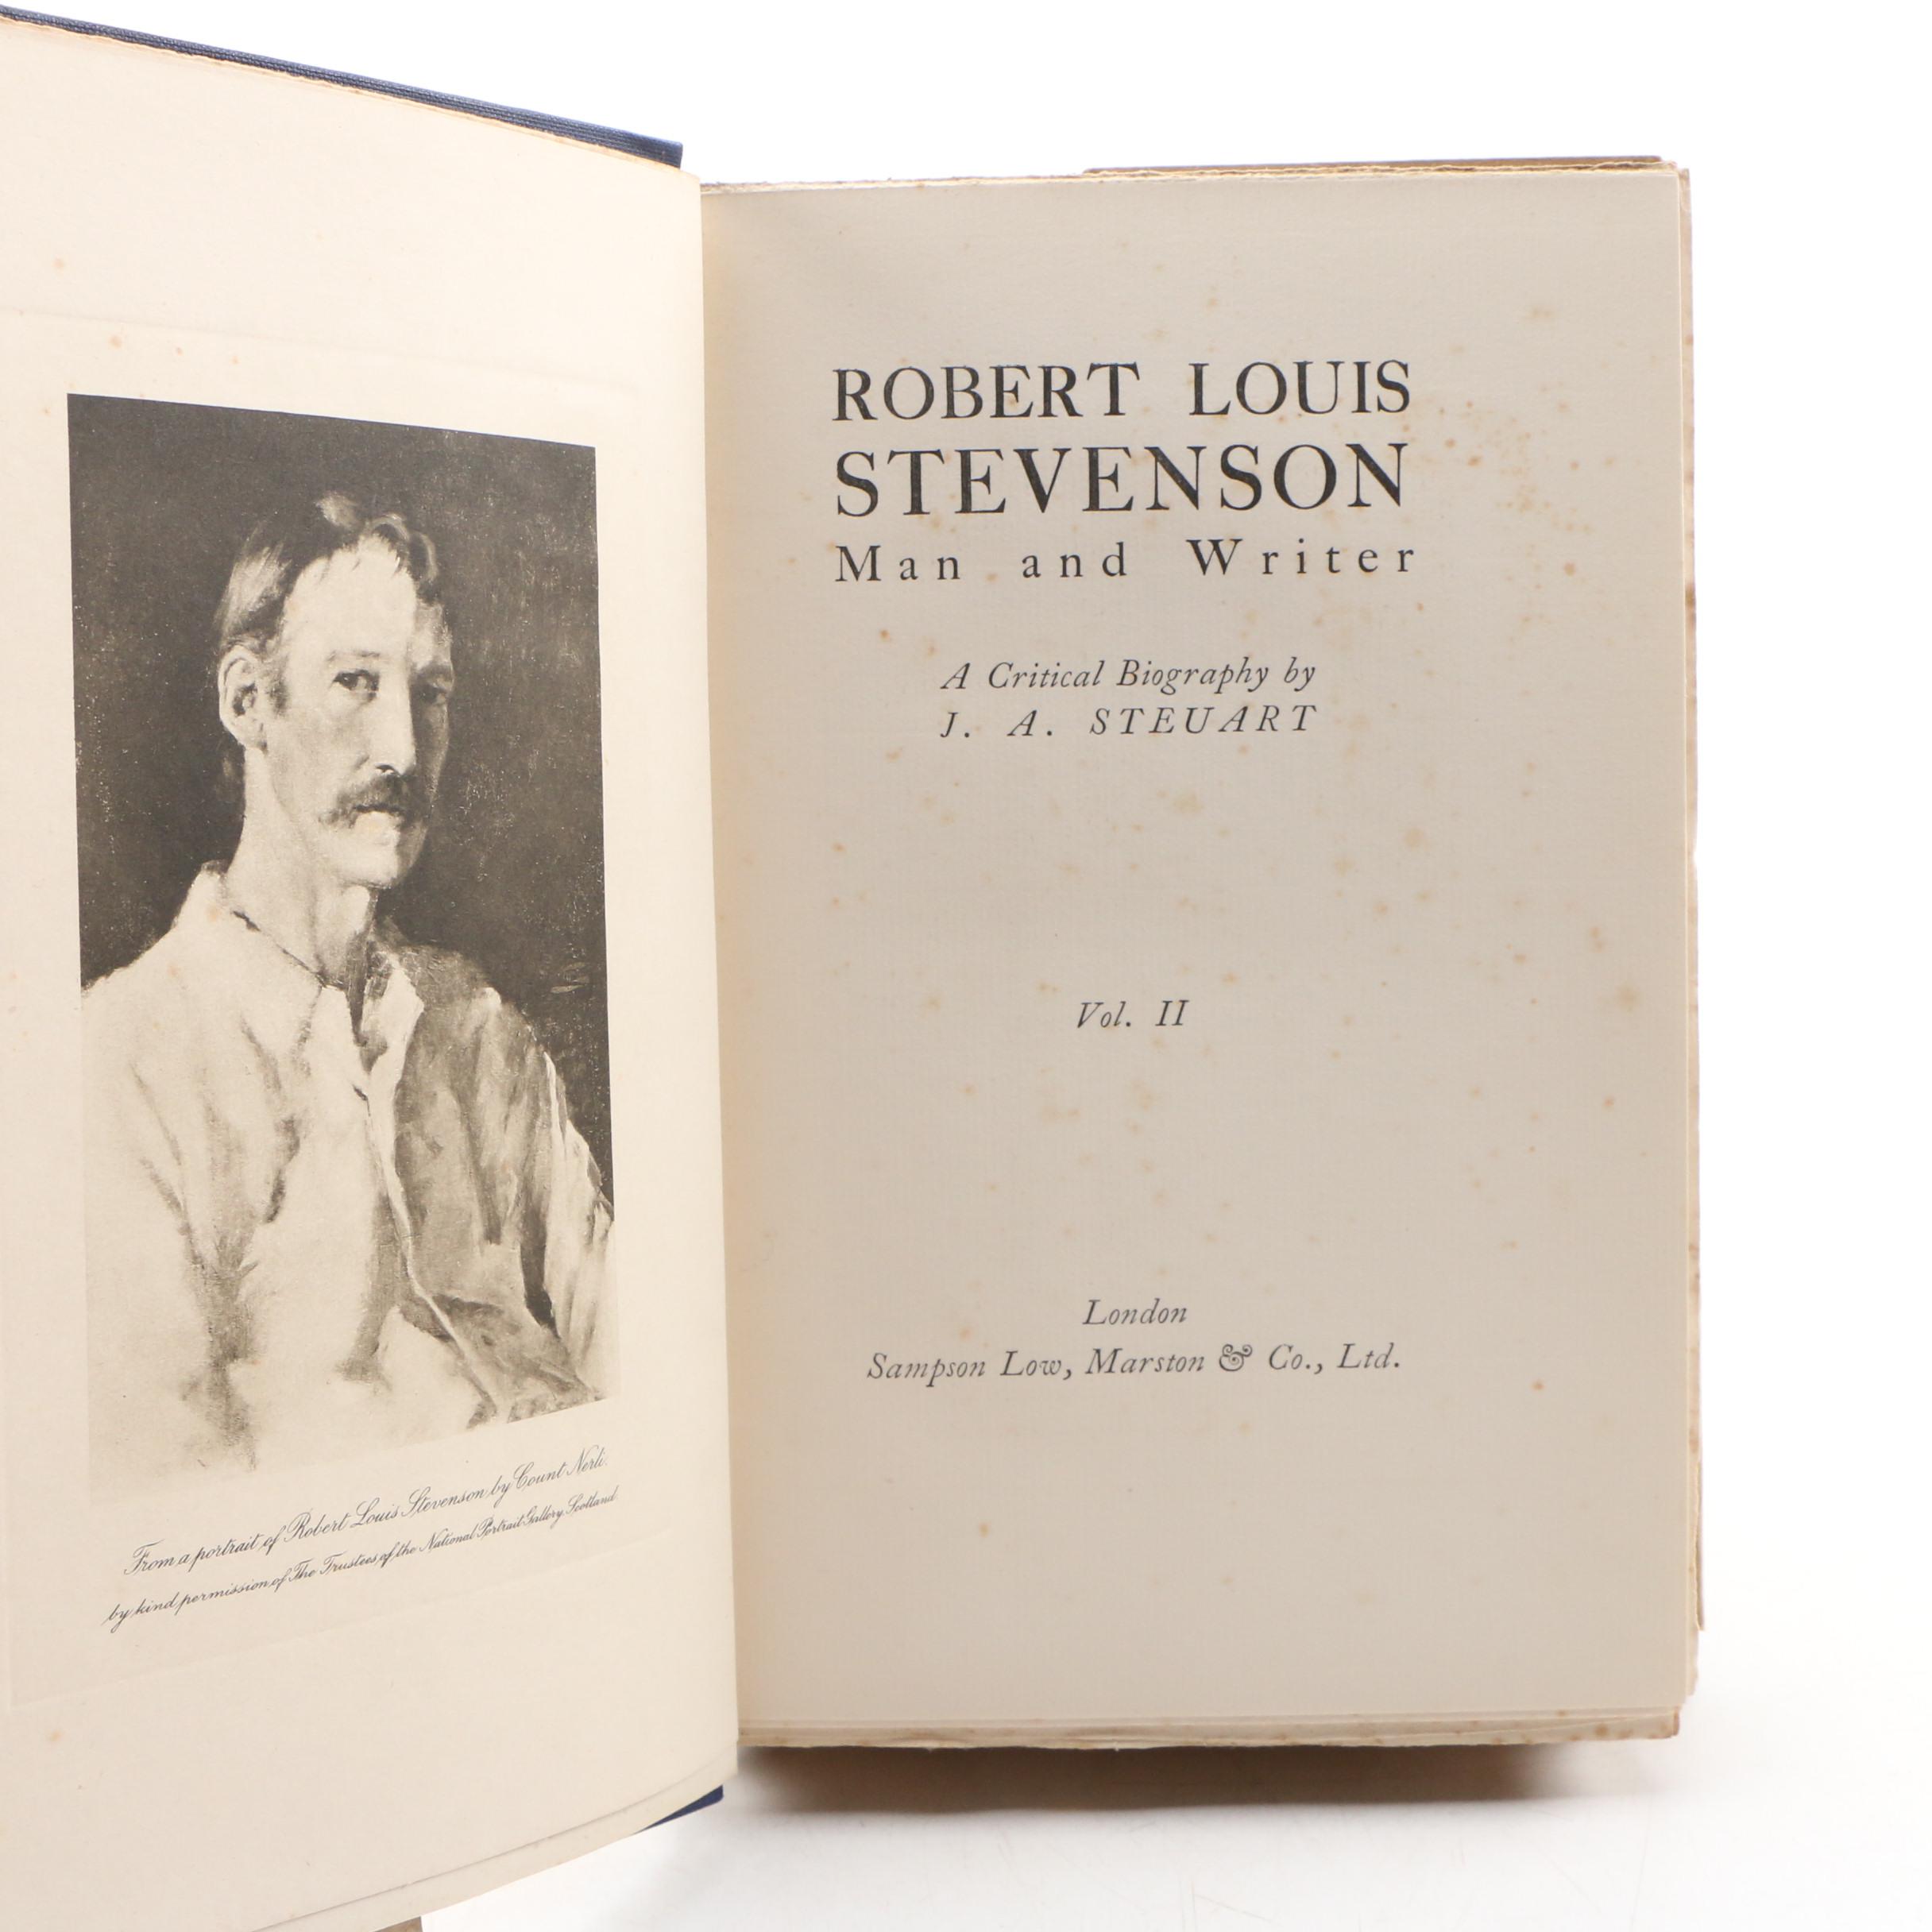 From a portrait of Robert Louis Stevenson by Count Nerli.
by kind permission of The Trustees of the National Portrait Gallery Scotland.
ROBERT LOUIS
STEVENSON
Man and Writer
A Critical Biography by
J. A. STEUART
Vol. II
London
Sampson Low, Marston & Co., Ltd.